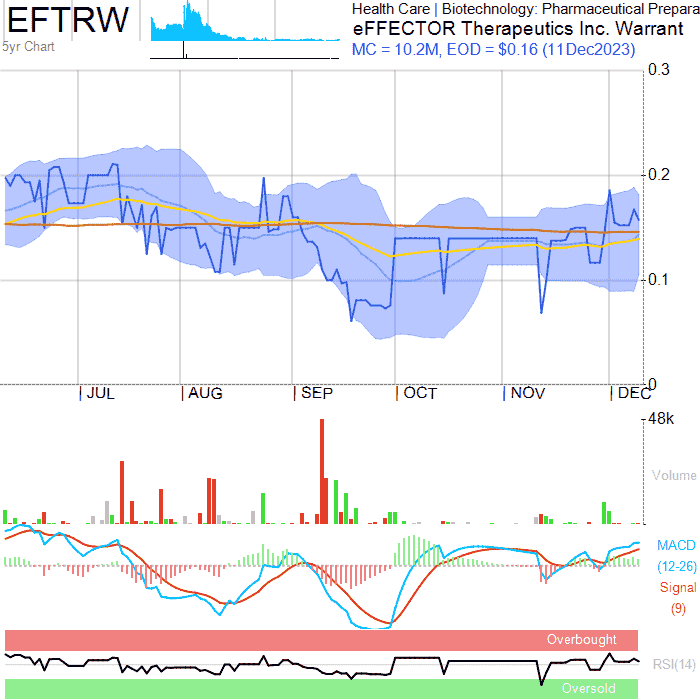 EFTRW
5yr Chart
Health Care | Biotechnology: Pharmaceutical Prepara
eFFECTOR Therapeutics Inc. Warrant
MC = 10.2M, EOD = $0.16 (11Dec2023)
0.3
0.2
0.1
0
| JUL | AUG | SEP | OCT | NOV | DEC
48k
Volume
MACD
(12-26)
Signal
(9)
Overbought
RSI(14)
Oversold